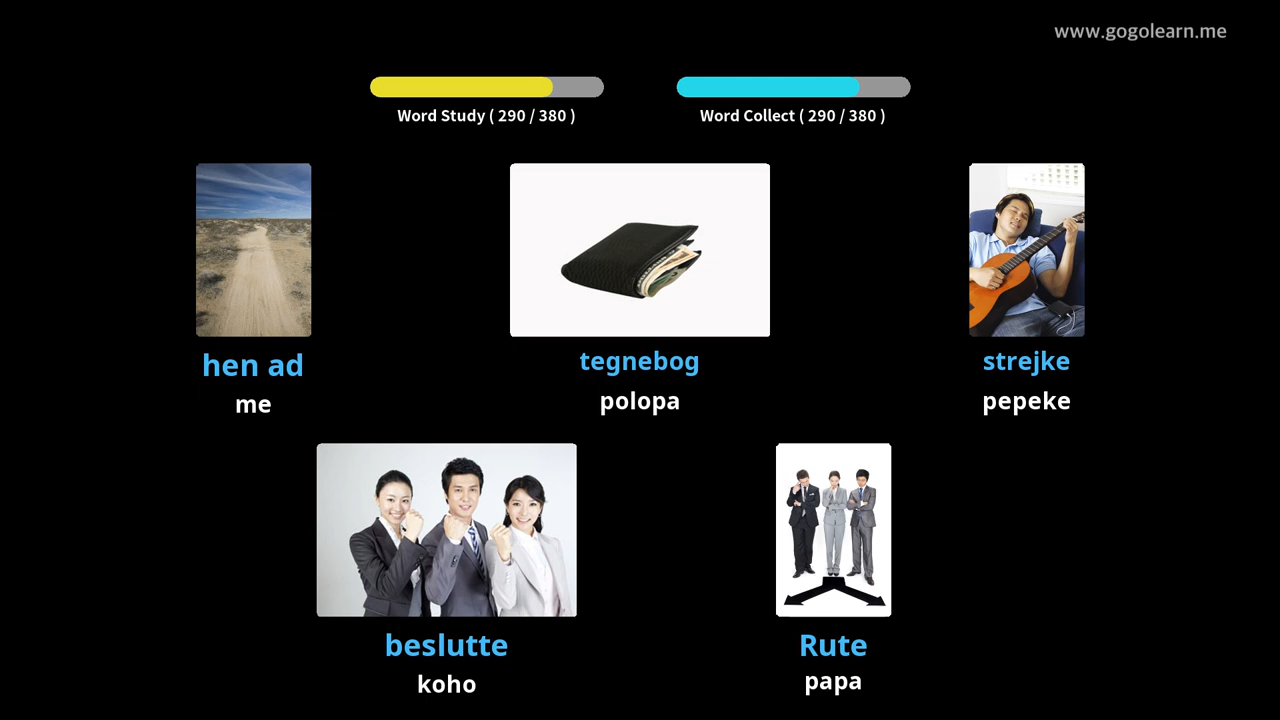 www.gogolearn.me
Word Study ( 290 / 380 )
Word Collect ( 290 / 380 )
hen ad
me
tegnebog
polopa
strejke
pepeke
beslutte
koho
Rute
papa